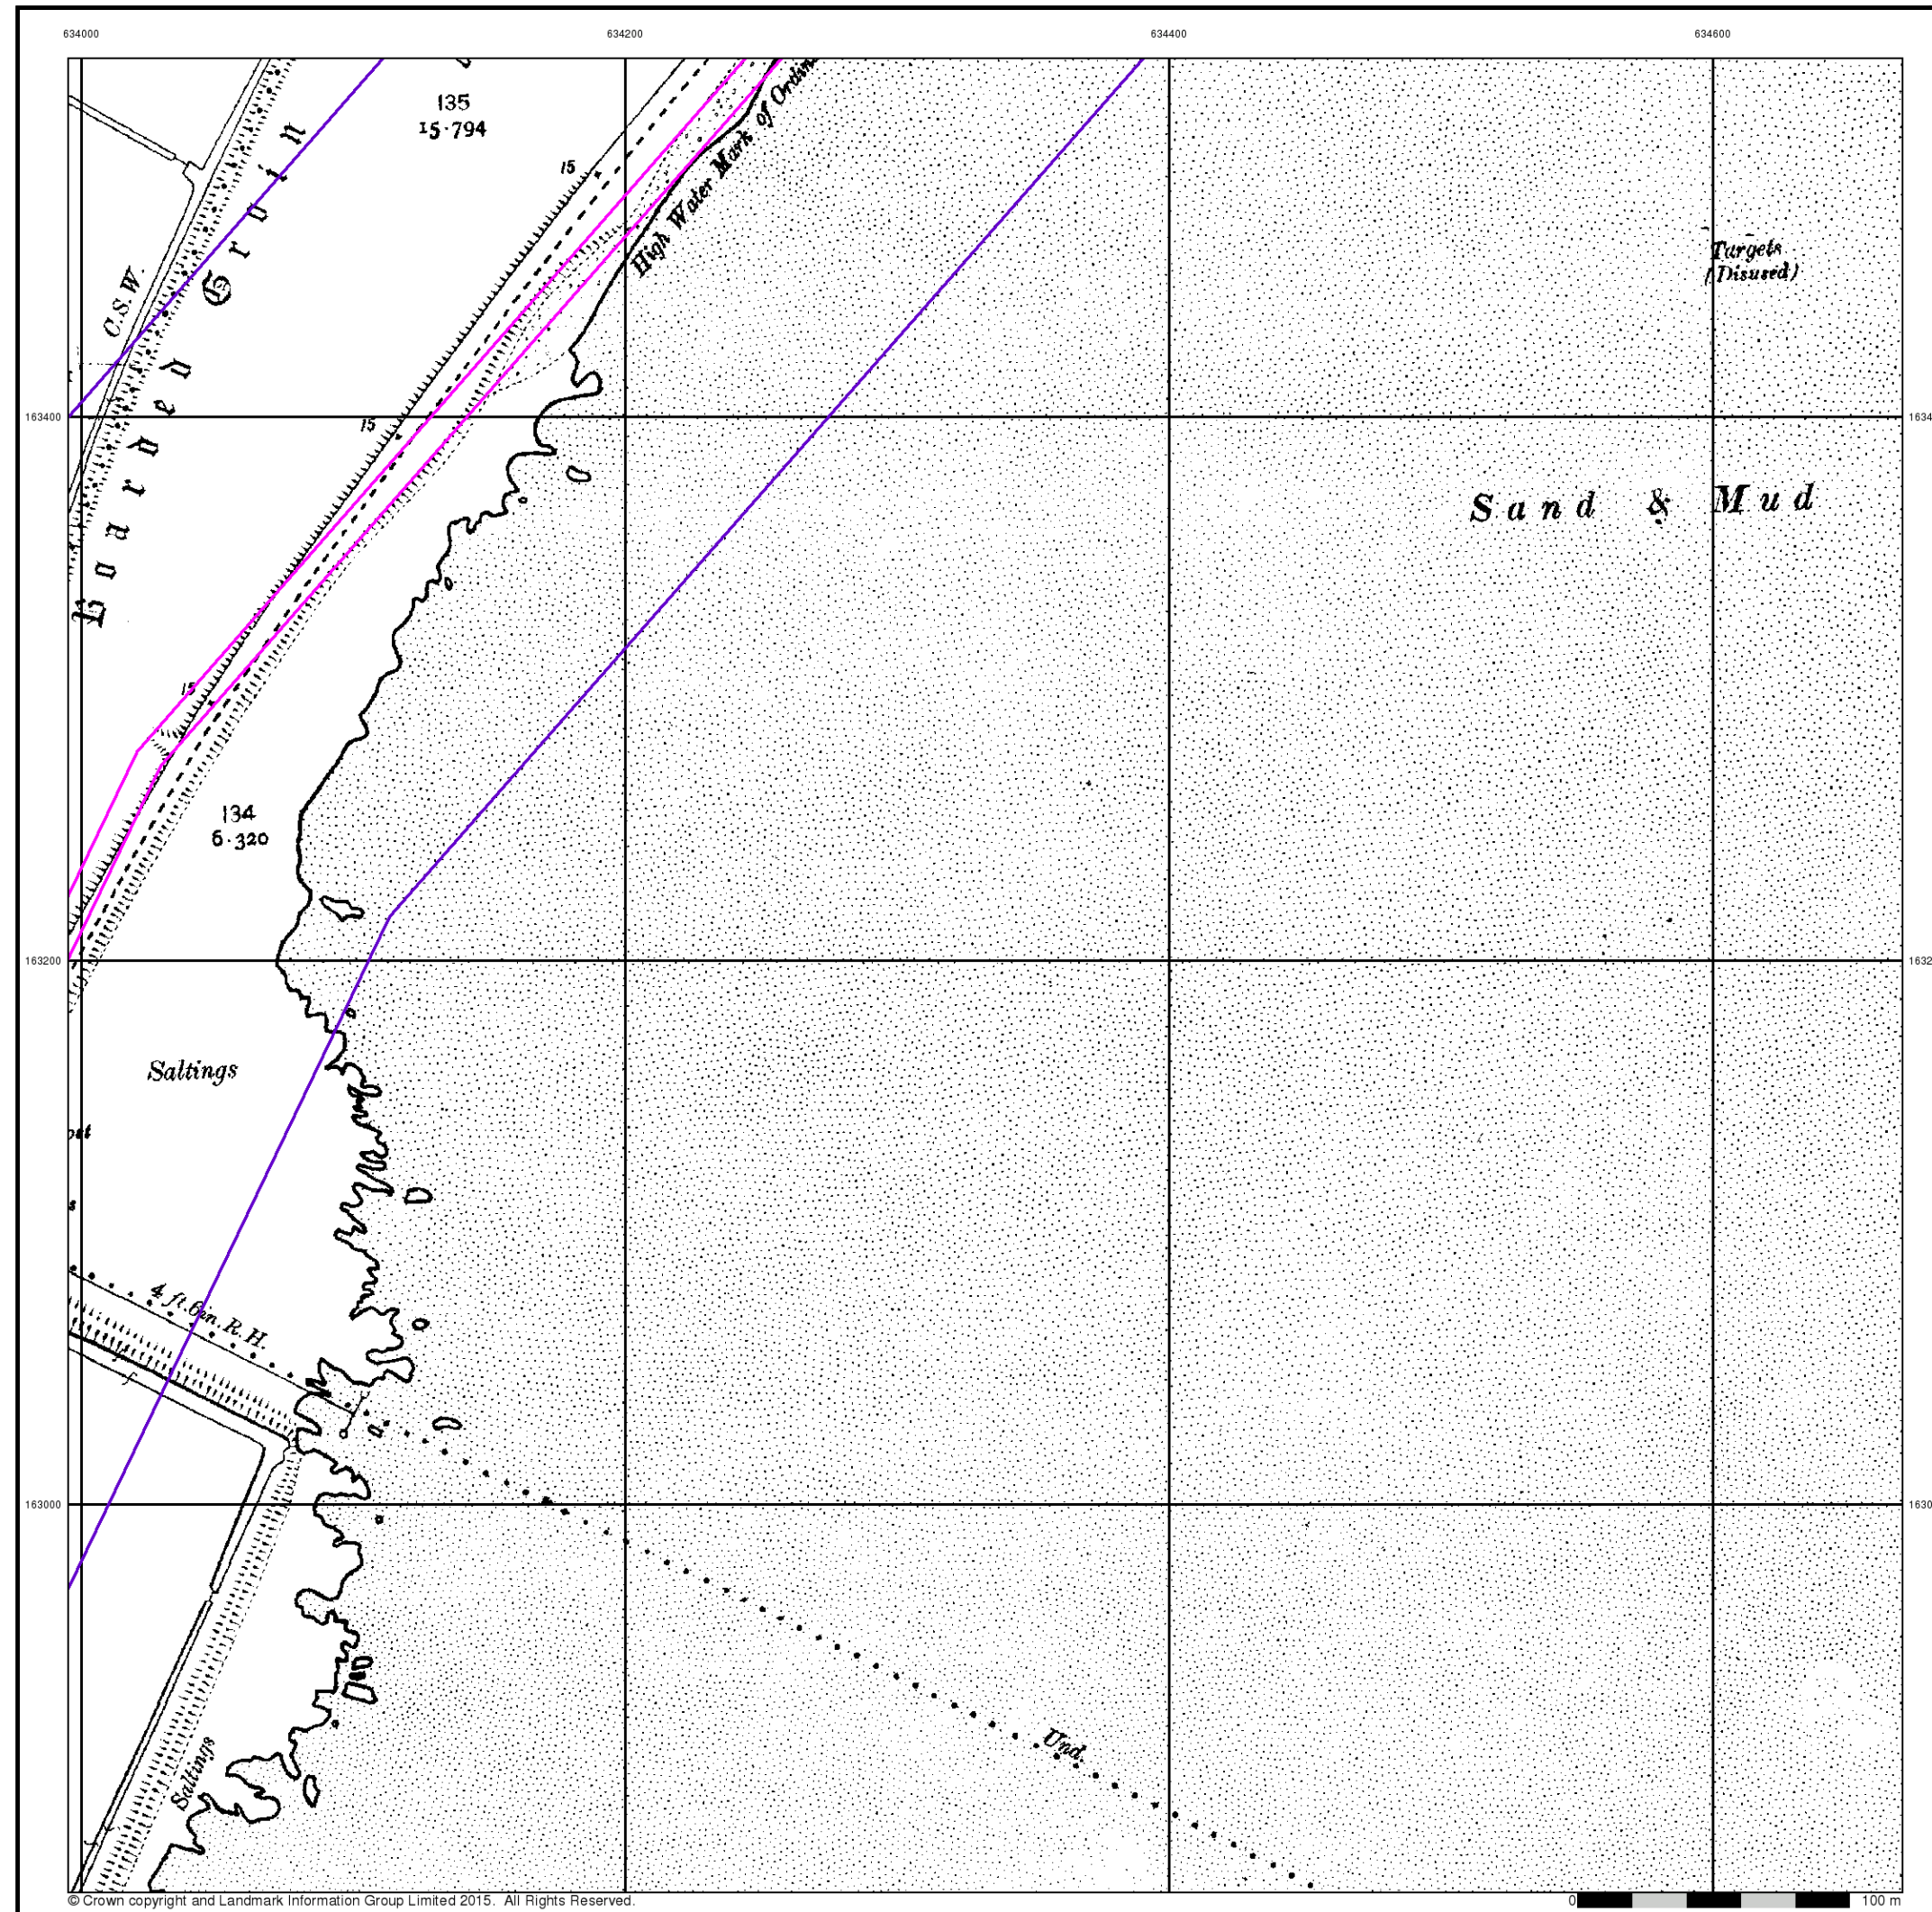 634000
634200
634400
634600
135
15·794
15
High Water Mark of Ordin
C.S.W.
Boarded Groin
Targets
(Disused)
163400
15
Sand & Mud
15
134
6·320
163200
Saltings
4 ft. 6in R.H.
163000
Und.
Saltings
© Crown copyright and Landmark Information Group Limited 2015. All Rights Reserved.
0
100 m